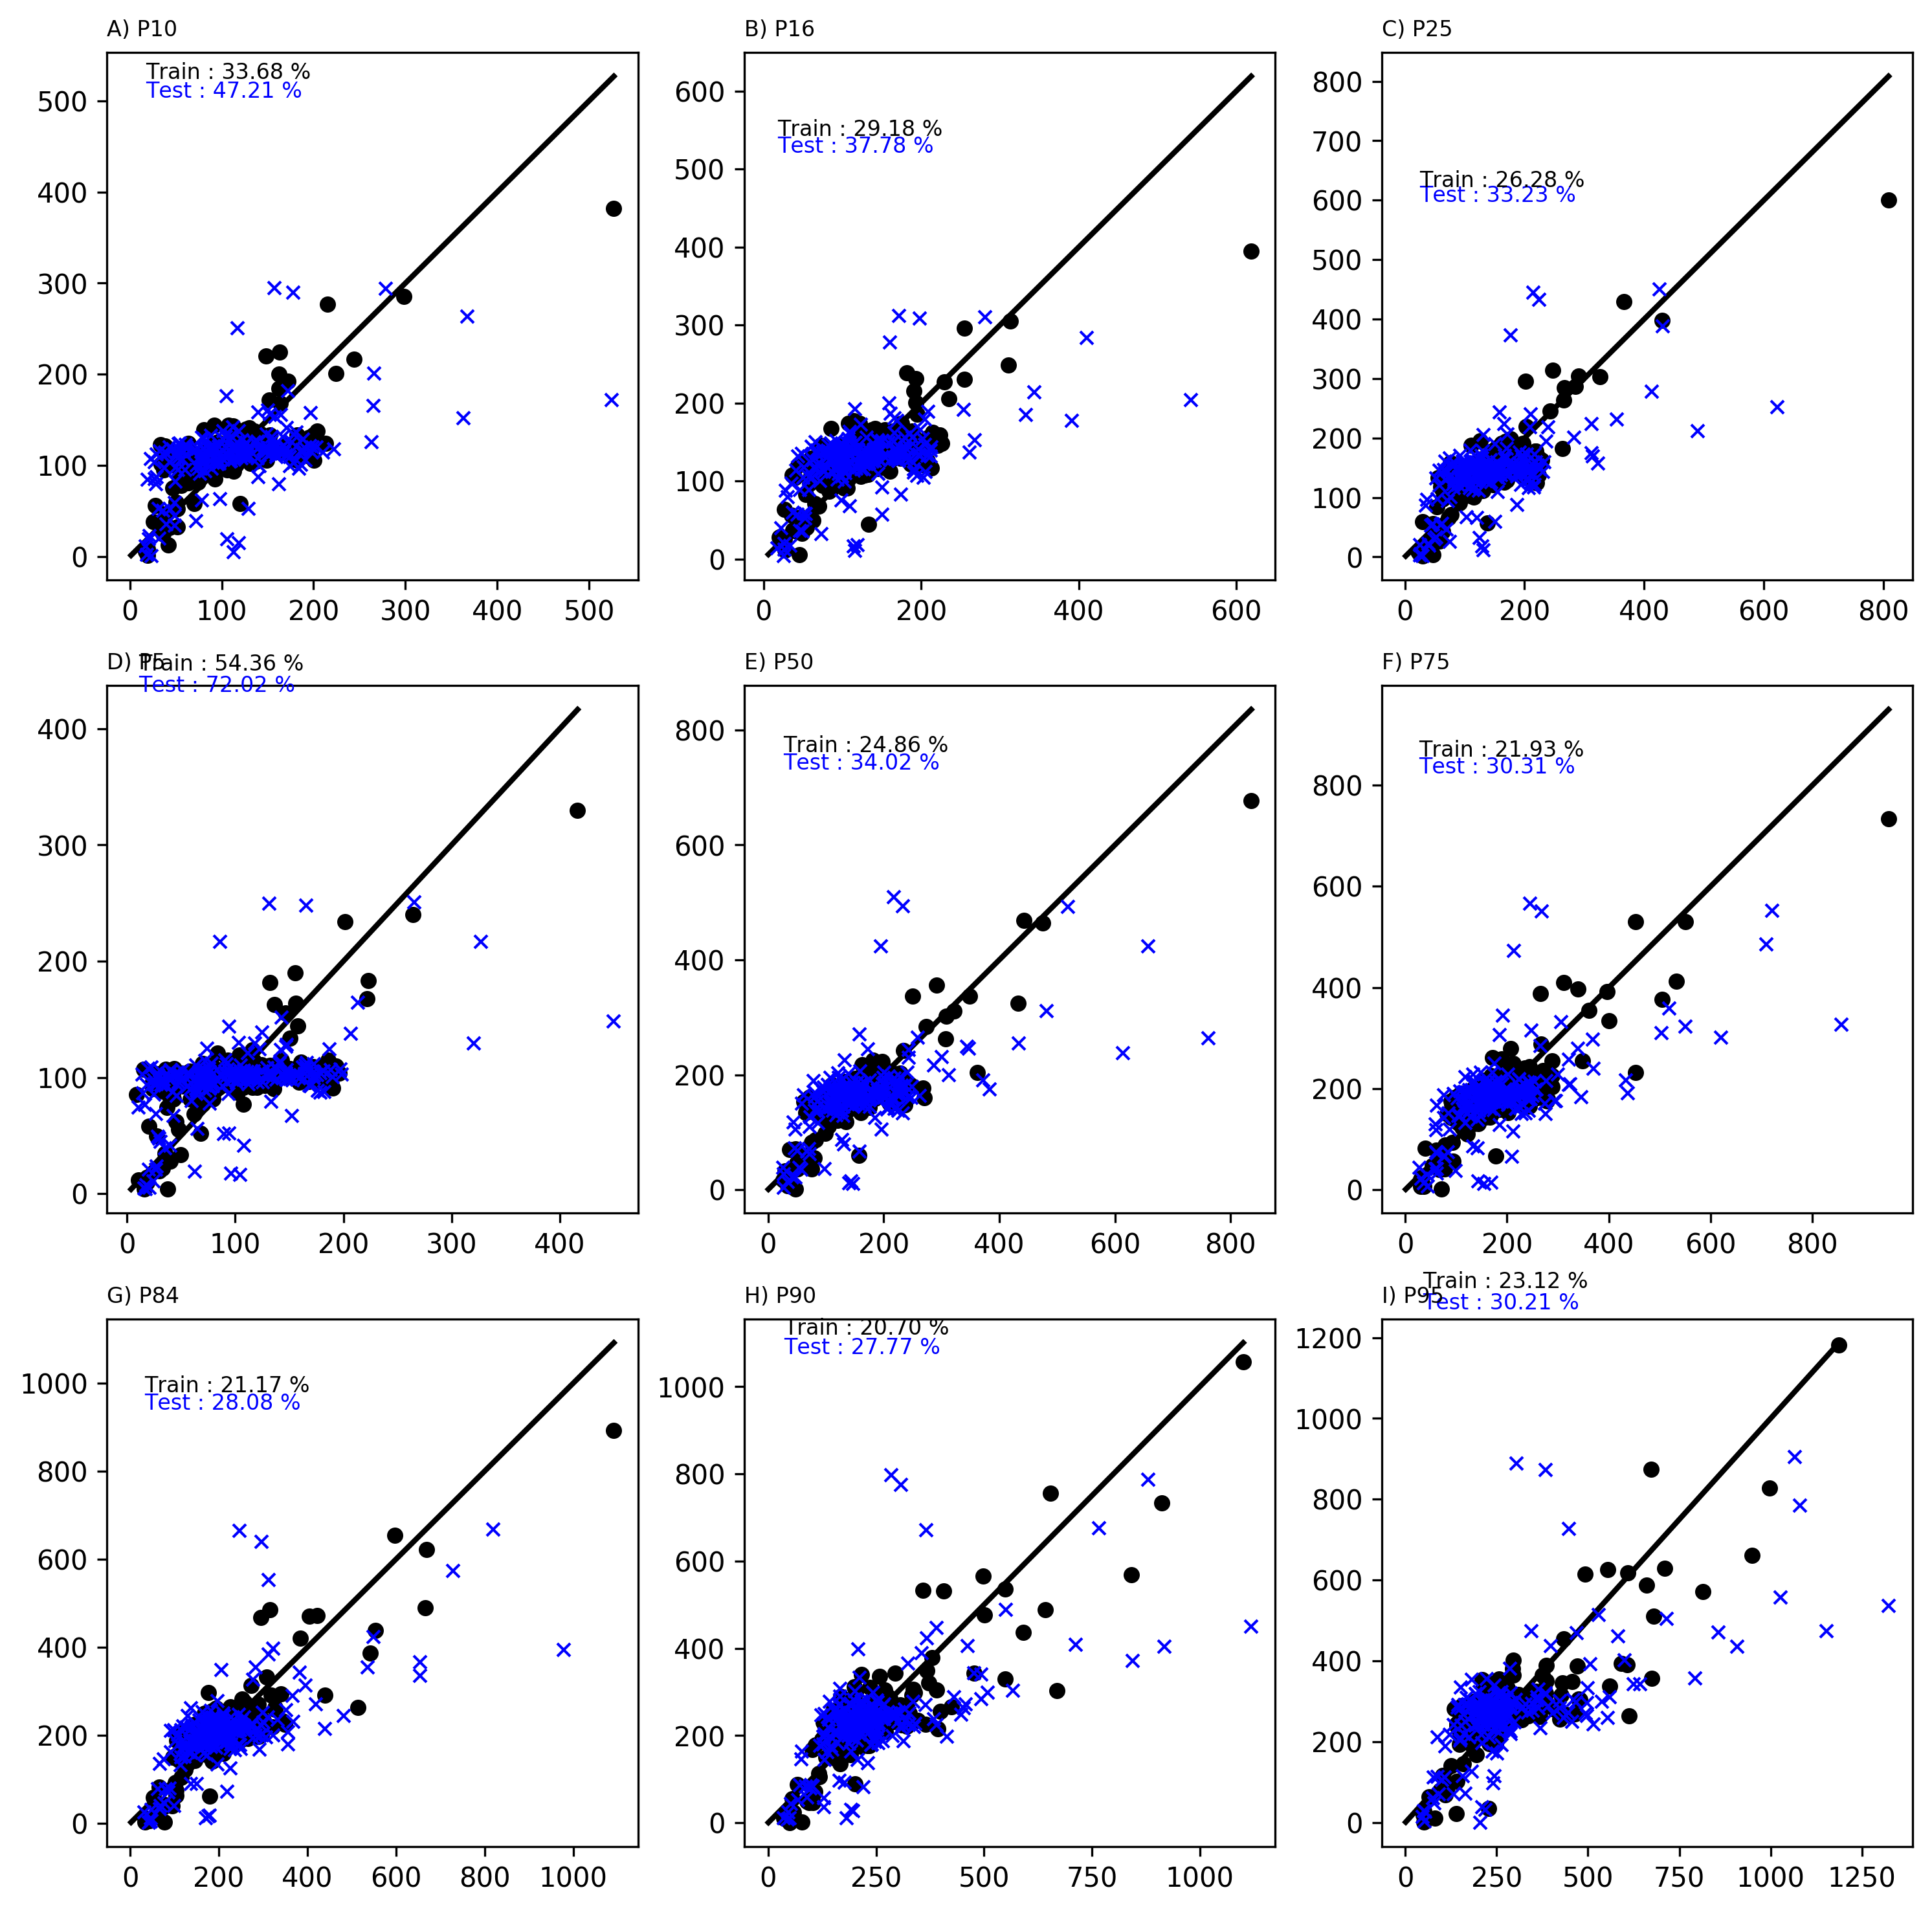 A) P10
B) P16
C) P25
Train : 33.68 %
Test : 47.21 %
Train : 29.18 %
Test : 37.78 %
Train : 26.28 %
Test : 33.23 %
500
400
300
200
100
0
0 100 200 300 400 500
600
500
400
300
200
100
0
0 200 400 600
800
700
600
500
400
300
200
100
0
0 200 400 600 800
D) P5
Train : 54.36 %
Test : 72.02 %
E) P50
F) P75
Train : 24.86 %
Test : 34.02 %
Train : 21.93 %
Test : 30.31 %
400
300
200
100
0
0 100 200 300 400
800
600
400
200
0
0 200 400 600 800
800
600
400
200
0
0 200 400 600 800
G) P84
H) P90
I) P95
Train : 23.12 %
Test : 30.21 %
Train : 21.17 %
Test : 28.08 %
Train : 20.70 %
Test : 27.77 %
1000
800
600
400
200
0
0 200 400 600 800 1000
1000
800
600
400
200
0
0 250 500 750 1000
1200
1000
800
600
400
200
0
0 250 500 750 1000 1250